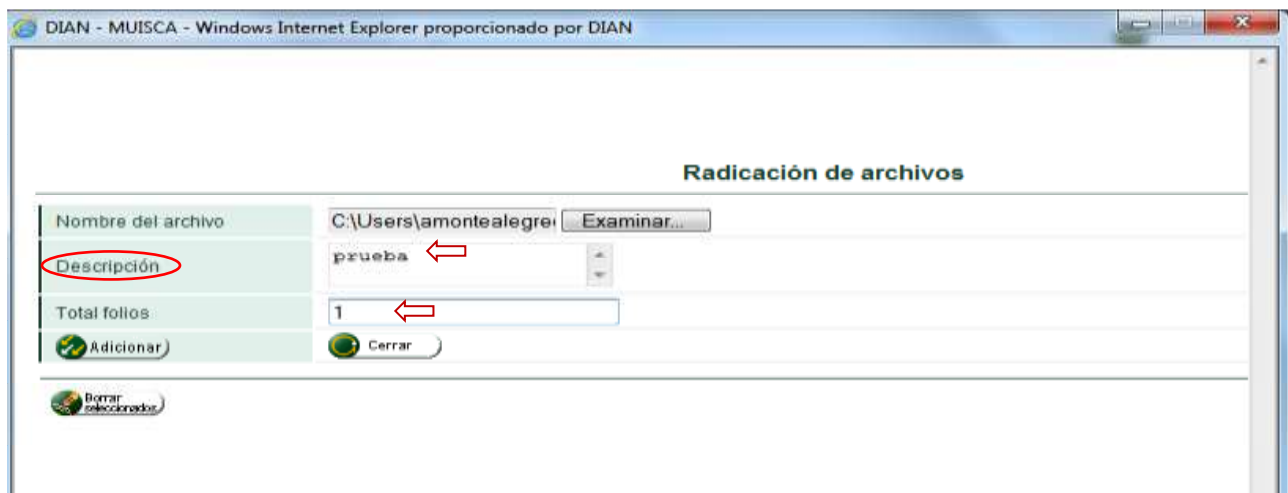 DIAN - MUISCA - Windows Internet Explorer proporcionado por DIAN
Radicación de archivos
Nombre del archivo C:\Users\amontealegre Examinar...
Descripción prueba
Total folios 1
Adicionar Cerrar
Borrar
seleccionados